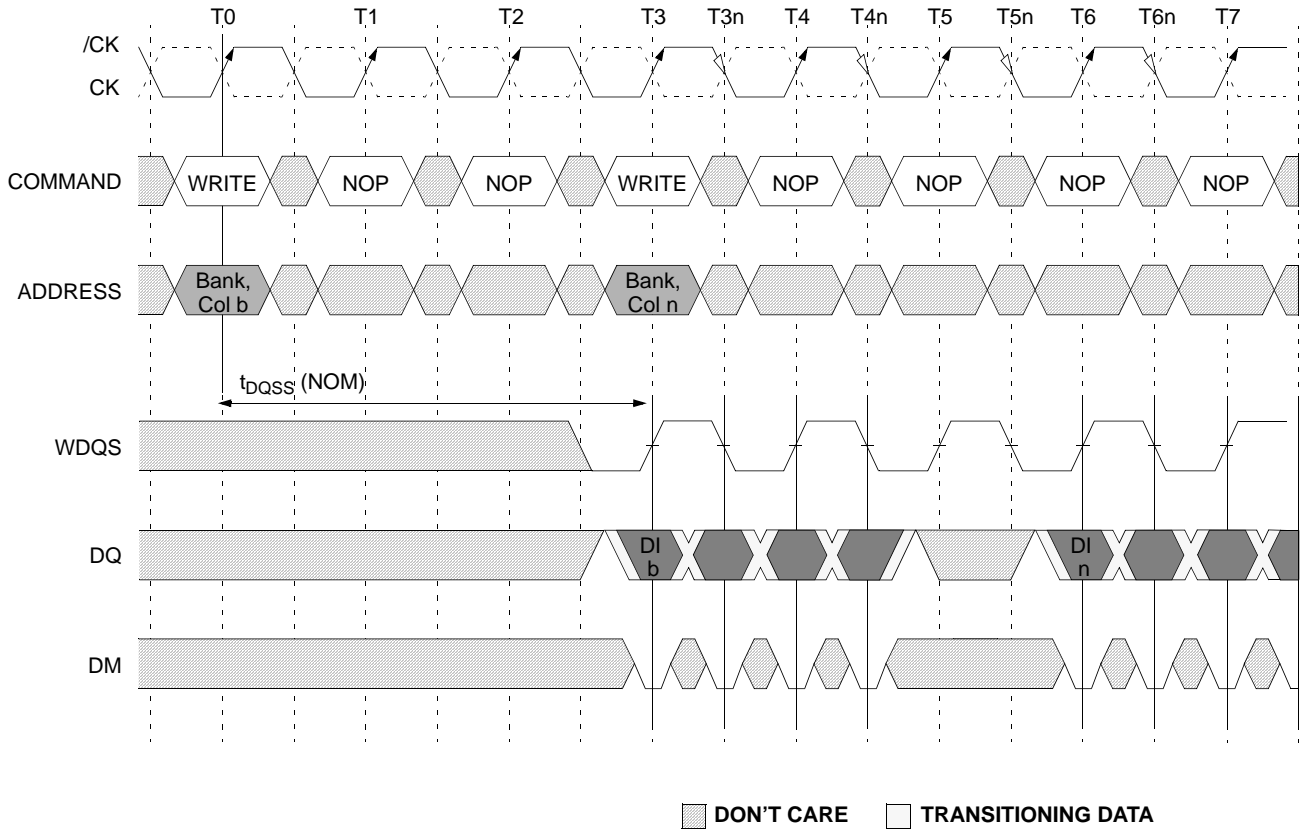 T0 T1 T2 T3 T3n T4 T4n T5 T5n T6 T6n T7
/CK
CK
COMMAND WRITE NOP NOP WRITE NOP NOP NOP NOP
ADDRESS Bank, Col b Bank, Col n
tDQSS (NOM)
WDQS
DQ DI b DI n
DM
DON'T CARE TRANSITIONING DATA